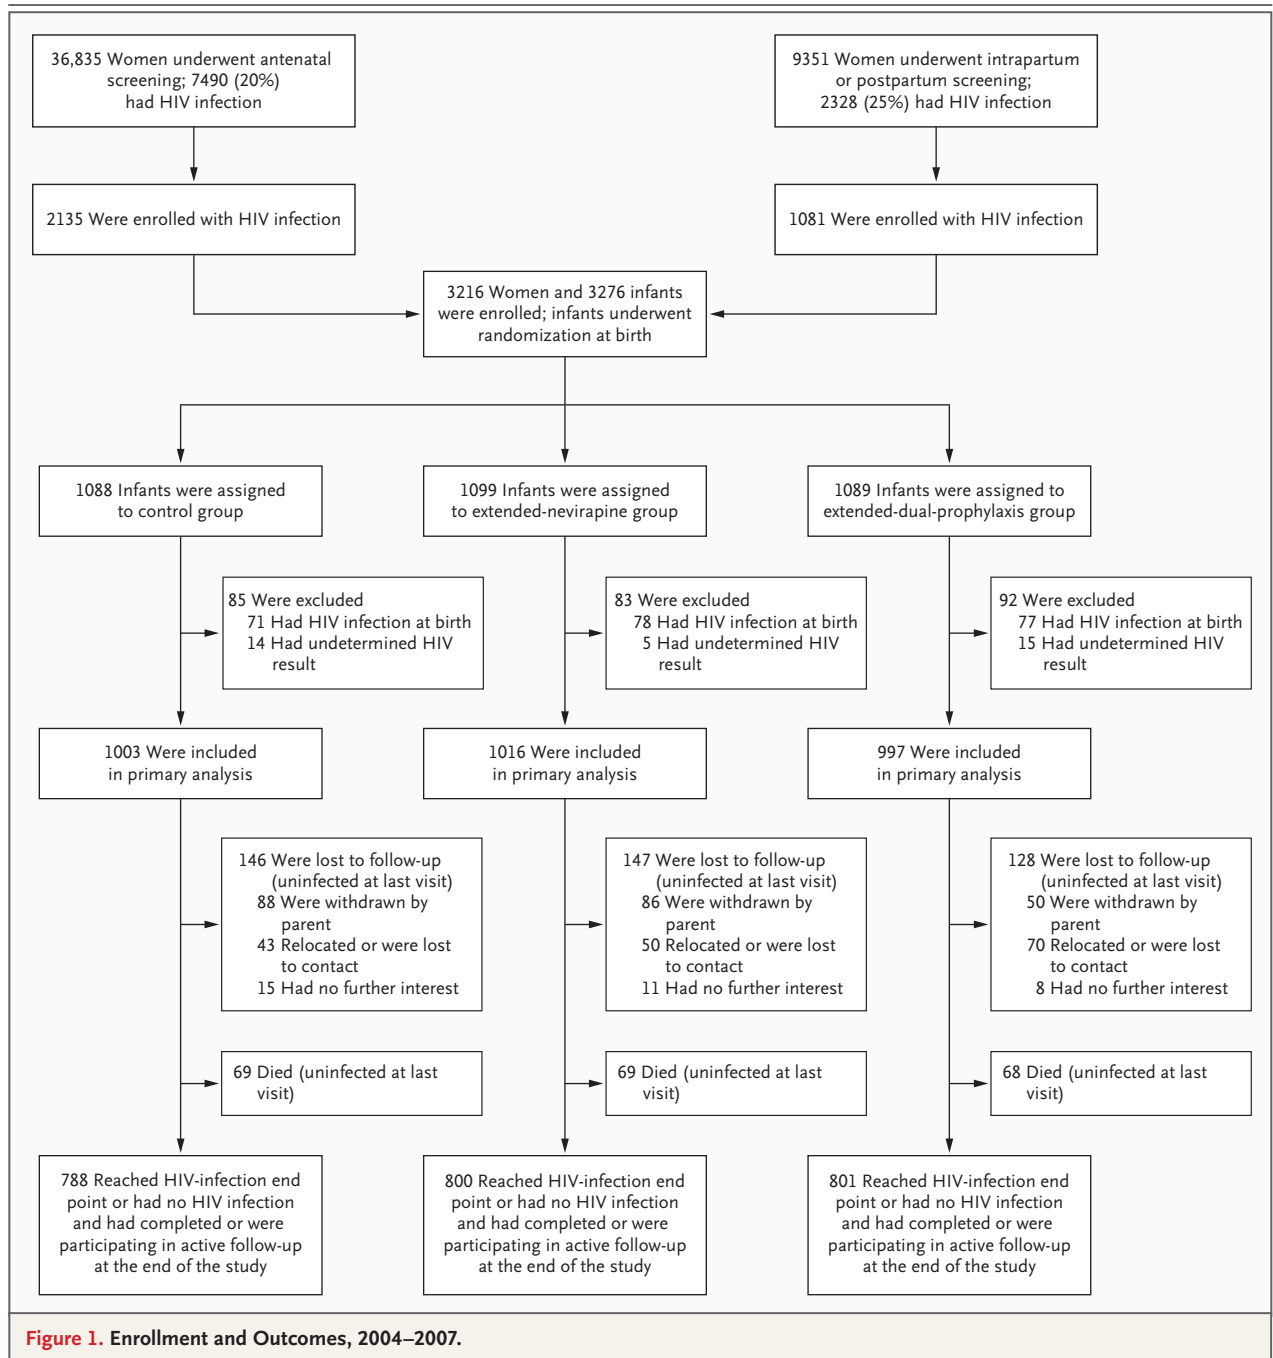 36,835 Women underwent antenatal
screening; 7490 (20%)
had HIV infection
9351 Women underwent intrapartum
or postpartum screening;
2328 (25%) had HIV infection
2135 Were enrolled with HIV infection
1081 Were enrolled with HIV infection
3216 Women and 3276 infants
were enrolled; infants underwent
randomization at birth
1088 Infants were assigned
to control group
1099 Infants were assigned
to extended-nevirapine group
1089 Infants were assigned to
extended-dual-prophylaxis group
85 Were excluded
71 Had HIV infection at birth
14 Had undetermined HIV
result
83 Were excluded
78 Had HIV infection at birth
5 Had undetermined HIV
result
92 Were excluded
77 Had HIV infection at birth
15 Had undetermined HIV
result
1003 Were included
in primary analysis
1016 Were included
in primary analysis
997 Were included
in primary analysis
146 Were lost to follow-up
(uninfected at last visit)
88 Were withdrawn by
parent
43 Relocated or were lost
to contact
15 Had no further interest
147 Were lost to follow-up
(uninfected at last visit)
86 Were withdrawn by
parent
50 Relocated or were lost
to contact
11 Had no further interest
128 Were lost to follow-up
(uninfected at last visit)
50 Were withdrawn by
parent
70 Relocated or were lost
to contact
8 Had no further interest
69 Died (uninfected at last
visit)
69 Died (uninfected at last
visit)
68 Died (uninfected at last
visit)
788 Reached HIV-infection end
point or had no HIV infection
and had completed or were
participating in active follow-up
at the end of the study
800 Reached HIV-infection end
point or had no HIV infection
and had completed or were
participating in active follow-up
at the end of the study
801 Reached HIV-infection end
point or had no HIV infection
and had completed or were
participating in active follow-up
at the end of the study
Figure 1. Enrollment and Outcomes, 2004–2007.